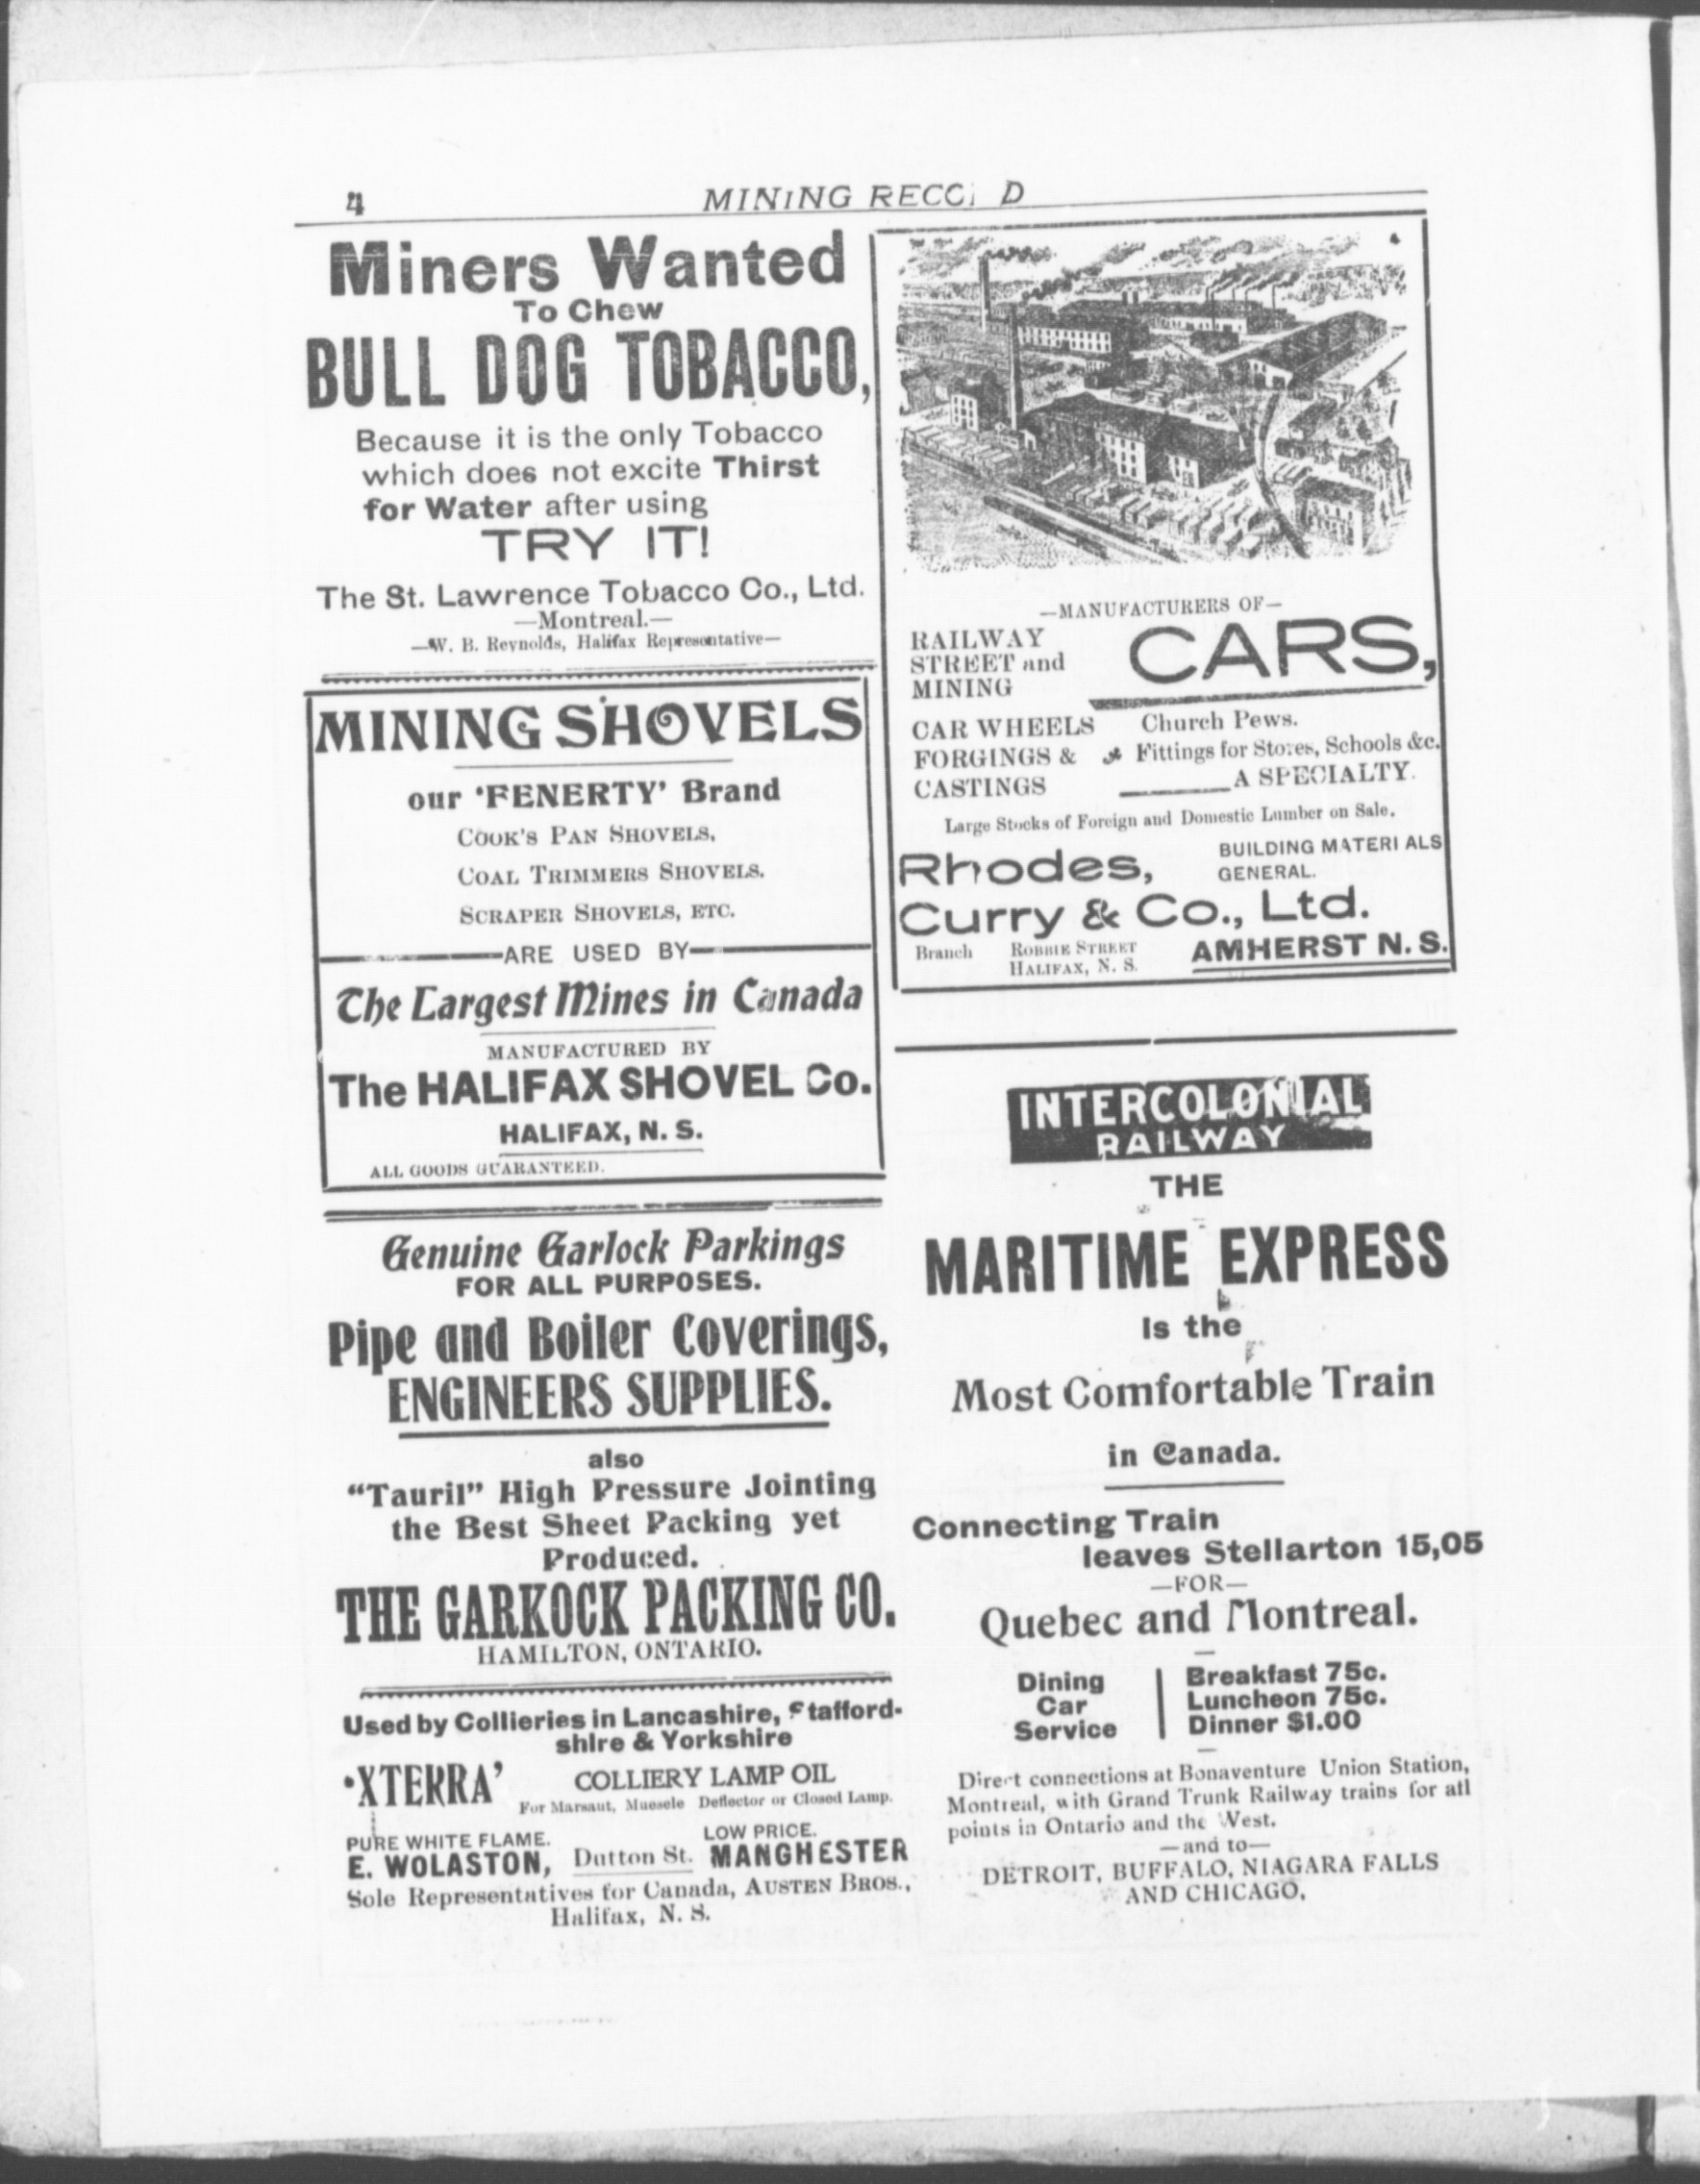 4
MINING RECO D
Miners Wanted
To Chew
BULL DOG TOBACCO,
Because it is the only Tobacco
which does not excite Thirst
for Water after using
TRY IT!
The St. Lawrence Tobacco Co., Ltd.
—Montreal.—
—W. B. Reynolds, Halifax Representative—
MINING SHOVELS
our 'FENERTY' Brand
COOK'S PAN SHOVELS,
COAL TRIMMERS SHOVELS.
SCRAPER SHOVELS, ETC.
ARE USED BY
The Largest Mines in Canada
MANUFACTURED BY
The HALIFAX SHOVEL Co.
HALIFAX, N. S.
ALL GOODS GUARANTEED.
Genuine Garlock Parkings
FOR ALL PURPOSES.
Pipe and Boiler Coverings,
ENGINEERS SUPPLIES.
also
"Tauril" High Pressure Jointing
the Best Sheet Packing yet
Produced.
THE GARKOCK PACKING CO.
HAMILTON, ONTARIO.
Used by Collieries in Lancashire, Stafford-
shire & Yorkshire
'XTERRA' COLLIERY LAMP OIL
For Marsaut, Muesele Deflector or Closed Lamp.
PURE WHITE FLAME. LOW PRICE.
E. WOLASTON, Dutton St. MANGHESTER
Sole Representatives for Canada, AUSTEN BROS.,
Halifax, N. S.
—MANUFACTURERS OF—
RAILWAY
STREET and
MINING
CARS,
CAR WHEELS Church Pews.
FORGINGS & Fittings for Stores, Schools &c.
CASTINGS A SPECIALTY.
Large Stocks of Foreign and Domestic Lumber on Sale.
Rhodes, BUILDING MATERI ALS
GENERAL.
Curry & Co., Ltd.
Branch ROBBIE STREET
HALIFAX, N. S.
AMHERST N. S.
INTERCOLONIAL
RAILWAY
THE
MARITIME EXPRESS
Is the
Most Comfortable Train
in Canada.
Connecting Train
leaves Stellarton 15,05
—FOR—
Quebec and Montreal.
Dining Breakfast 75c.
Car Luncheon 75c.
Service Dinner $1.00
Direct connections at Bonaventure Union Station,
Montreal, with Grand Trunk Railway trains for all
points in Ontario and the West.
—and to—
DETROIT, BUFFALO, NIAGARA FALLS
AND CHICAGO.